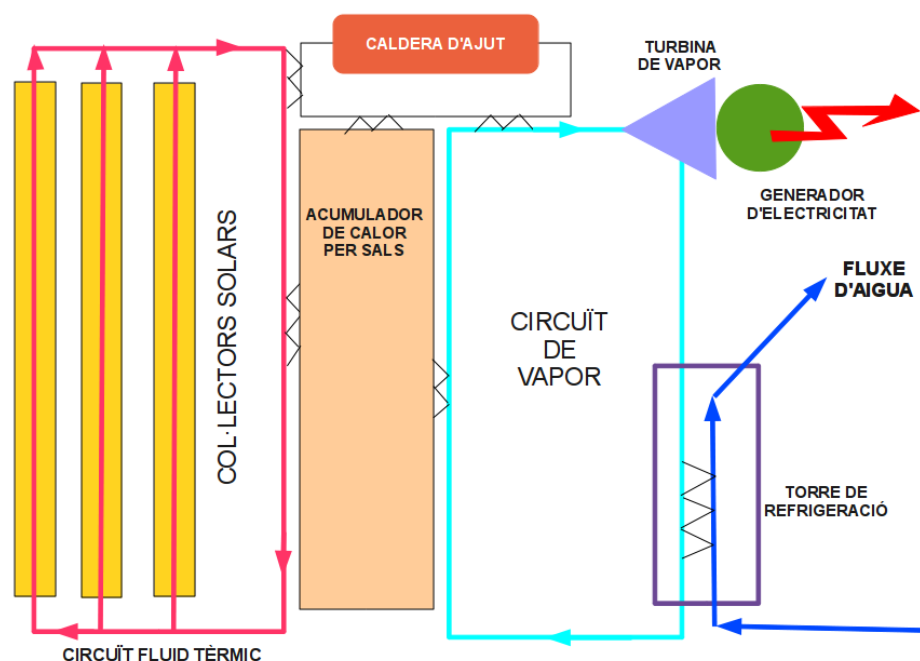 CALDERA D'AJUT
TURBINA
DE VAPOR
GENERADOR
D'ELECTRICITAT
ACUMULADOR
DE CALOR
PER SALS
COL·LECTORS SOLARS
FLUXE
D'AIGUA
CIRCUÏT
DE
VAPOR
TORRE DE
REFRIGERACIÓ
CIRCUÏT FLUID TÈRMIC